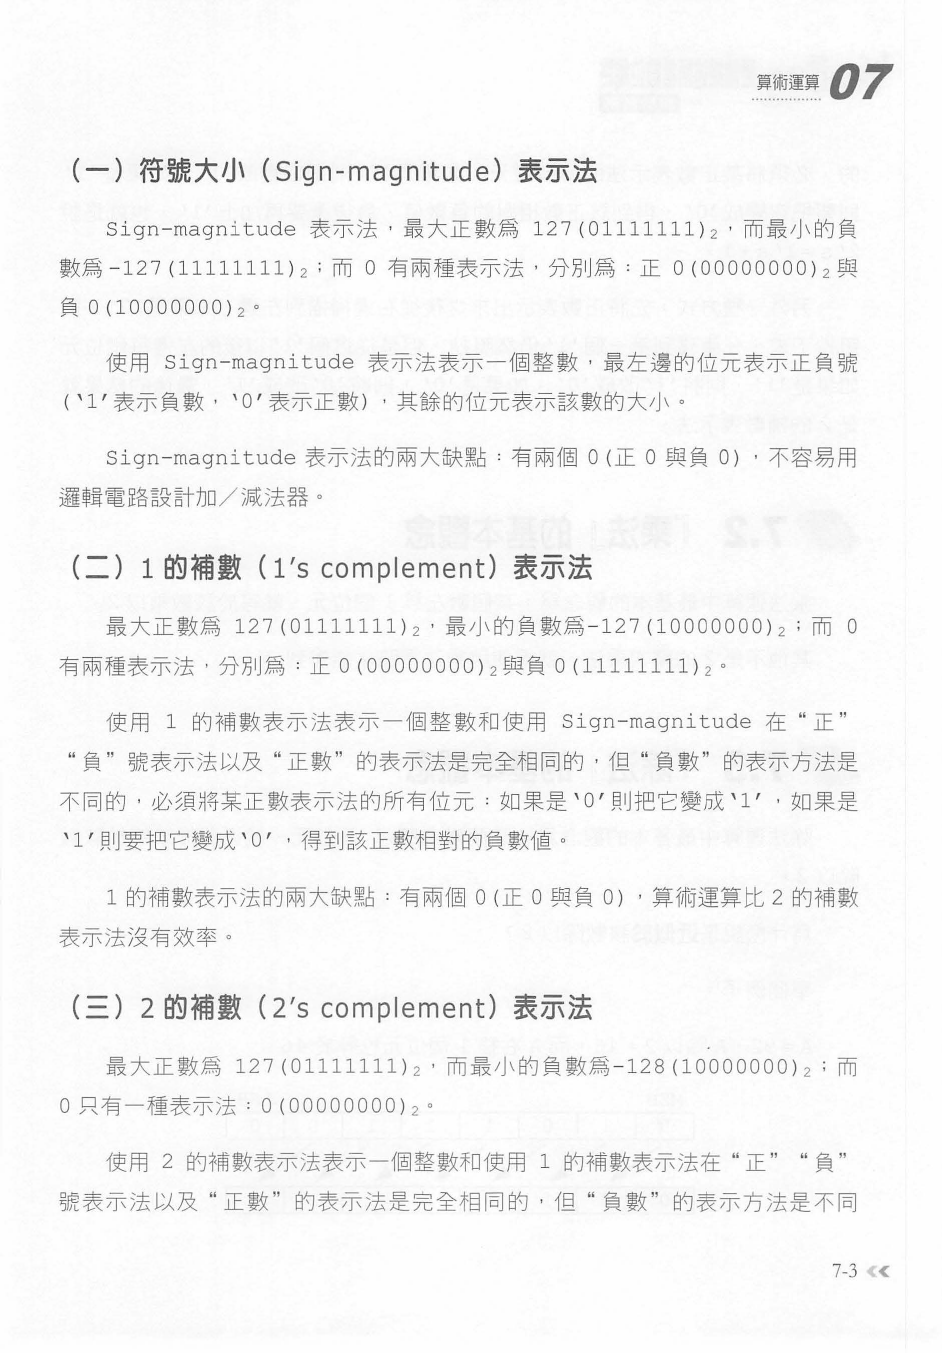 算術運算 07
（一）符號大小（Sign-magnitude）表示法
Sign-magnitude 表示法，最大正數為 127(01111111)₂，而最小的負
數為-127(11111111)₂；而 0 有兩種表示法，分別為：正 0(00000000)₂與
負 0(10000000)₂。
使用 Sign-magnitude 表示法表示一個整數，最左邊的位元表示正負號
(‘1’表示負數，‘0’表示正數)，其餘的位元表示該數的大小。
Sign-magnitude 表示法的兩大缺點：有兩個 0(正 0 與負 0)，不容易用
邏輯電路設計加／減法器。
（二）1 的補數（1’s complement）表示法
最大正數為 127(01111111)₂，最小的負數為-127(10000000)₂；而 0
有兩種表示法，分別為：正 0(00000000)₂與負 0(11111111)₂。
使用 1 的補數表示法表示一個整數和使用 Sign-magnitude 在“正”
“負”號表示法以及“正數”的表示法是完全相同的，但“負數”的表示方法是
不同的，必須將某正數表示法的所有位元：如果是‘0’則把它變成‘1’，如果是
‘1’則要把它變成‘0’，得到該正數相對的負數值。
1 的補數表示法的兩大缺點：有兩個 0(正 0 與負 0)，算術運算比 2 的補數
表示法沒有效率。
（三）2 的補數（2’s complement）表示法
最大正數為 127(01111111)₂，而最小的負數為-128(10000000)₂；而
0 只有一種表示法：0(00000000)₂。
使用 2 的補數表示法表示一個整數和使用 1 的補數表示法在“正”“負”
號表示法以及“正數”的表示法是完全相同的，但“負數”的表示方法是不同
7-3